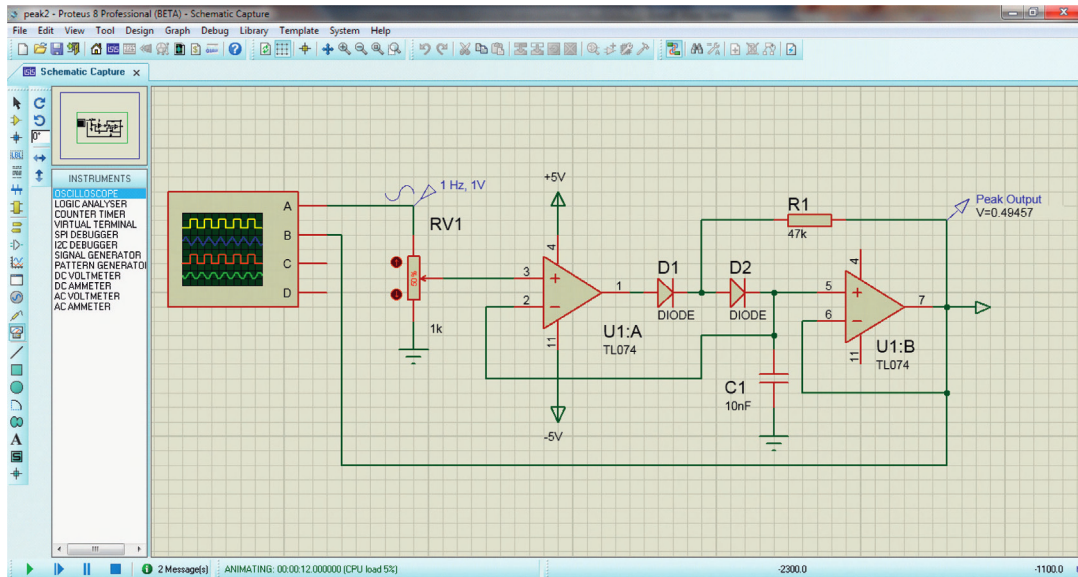 peak2 - Proteus 8 Professional (BETA) - Schematic Capture
File Edit View Tool Design Graph Debug Library Template System Help
Schematic Capture
0°
LBL
INSTRUMENTS
OSCILLOSCOPE
LOGIC ANALYSER
COUNTER TIMER
VIRTUAL TERMINAL
SPI DEBUGGER
I2C DEBUGGER
SIGNAL GENERATOR
PATTERN GENERATO
DC VOLTMETER
DC AMMETER
AC VOLTMETER
AC AMMETER
A
B
C
D
1 Hz, 1V
RV1
50%
1k
+5V
4
3
2
1
11
U1:A
TL074
-5V
D1
DIODE
D2
DIODE
R1
47k
C1
10nF
4
5
6
7
11
U1:B
TL074
Peak Output
V=0.49457
2 Message(s)
ANIMATING: 00:00:12.000000 (CPU load 5%)
-2300.0
-1100.0